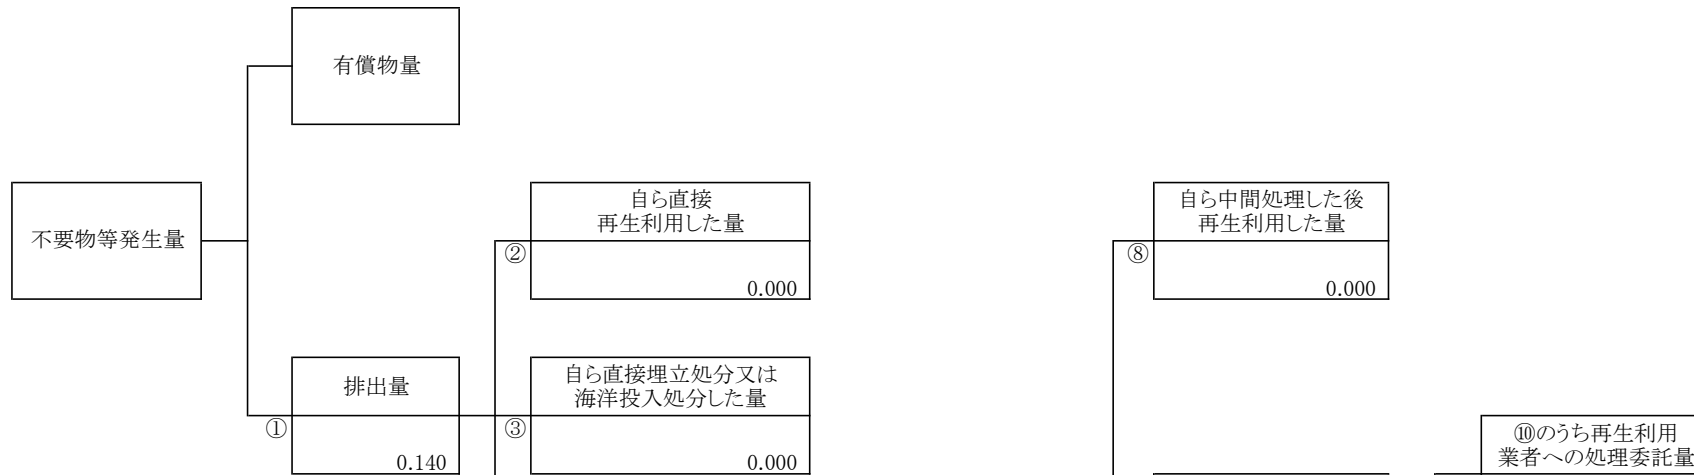 有償物量
不要物等発生量
自ら直接
再生利用した量
②
0.000
自ら中間処理した後
再生利用した量
⑧
0.000
排出量
①
0.140
自ら直接埋立処分又は
海洋投入処分した量
③
0.000
⑩のうち再生利用
業者への処理委託量